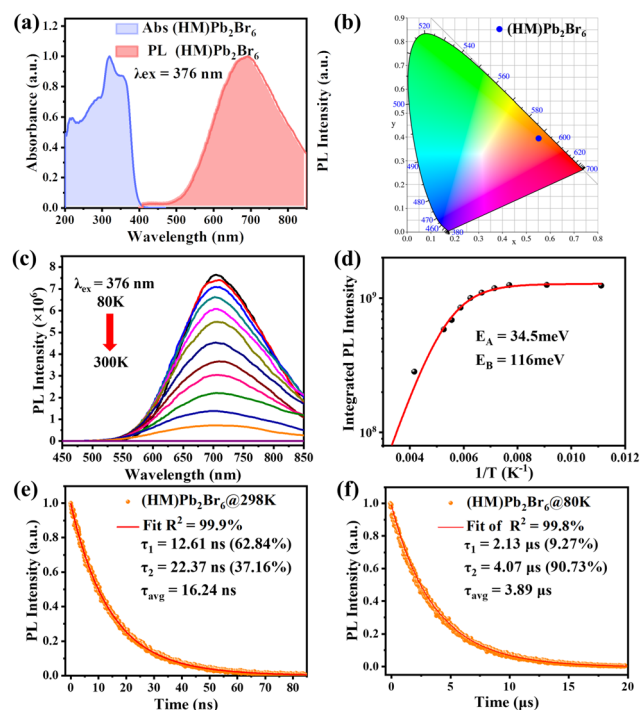 (a)
Abs (HM)Pb₂Br₆
PL (HM)Pb₂Br₆
λex = 376 nm
Absorbance (a.u.)
PL Intensity (a.u.)
200 300 400 500 600 700 800
Wavelength (nm)
(b)
(HM)Pb₂Br₆
0.9
0.8
0.7
0.6
0.5
0.4
0.3
0.2
0.1
0.0
y
520
540
560
580
600
620
700
500
490
480
470
460
380
0.0 0.1 0.2 0.3 0.4 0.5 0.6 0.7 0.8
x
(c)
λex = 376 nm
80K
300K
PL Intensity (×10⁶)
8
7
6
5
4
3
2
1
0
450 500 550 600 650 700 750 800 850
Wavelength (nm)
(d)
Integrated PL Intensity
10⁹
10⁸
E_A = 34.5meV
E_B = 116meV
0.004 0.006 0.008 0.010 0.012
1/T (K⁻¹)
(e)
(HM)Pb₂Br₆@298K
Fit R² = 99.9%
τ₁ = 12.61 ns (62.84%)
τ₂ = 22.37 ns (37.16%)
τavg = 16.24 ns
PL Intensity (a.u.)
1.0
0.8
0.6
0.4
0.2
0.0
0 10 20 30 40 50 60 70 80
Time (ns)
(f)
(HM)Pb₂Br₆@80K
Fit of R² = 99.8%
τ₁ = 2.13 µs (9.27%)
τ₂ = 4.07 µs (90.73%)
τavg = 3.89 µs
PL Intensity (a.u.)
1.0
0.8
0.6
0.4
0.2
0.0
0 5 10 15 20
Time (µs)